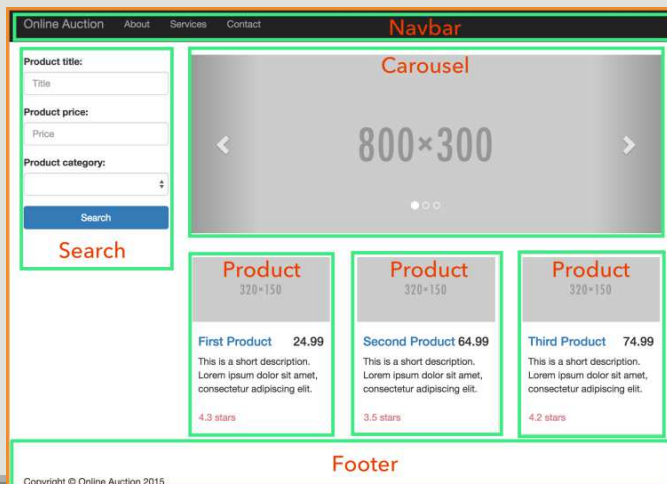 Online Auction About Services Contact Navbar
Product title:
Title
Product price:
Price
Product category:
Search
Search
Carousel
800×300
Product
320×150
First Product 24.99
This is a short description.
Lorem ipsum dolor sit amet,
consectetur adipiscing elit.
4.3 stars
Product
320×150
Second Product 64.99
This is a short description.
Lorem ipsum dolor sit amet,
consectetur adipiscing elit.
3.5 stars
Product
320×150
Third Product 74.99
This is a short description.
Lorem ipsum dolor sit amet,
consectetur adipiscing elit.
4.2 stars
Footer
Copyright © Online Auction 2015